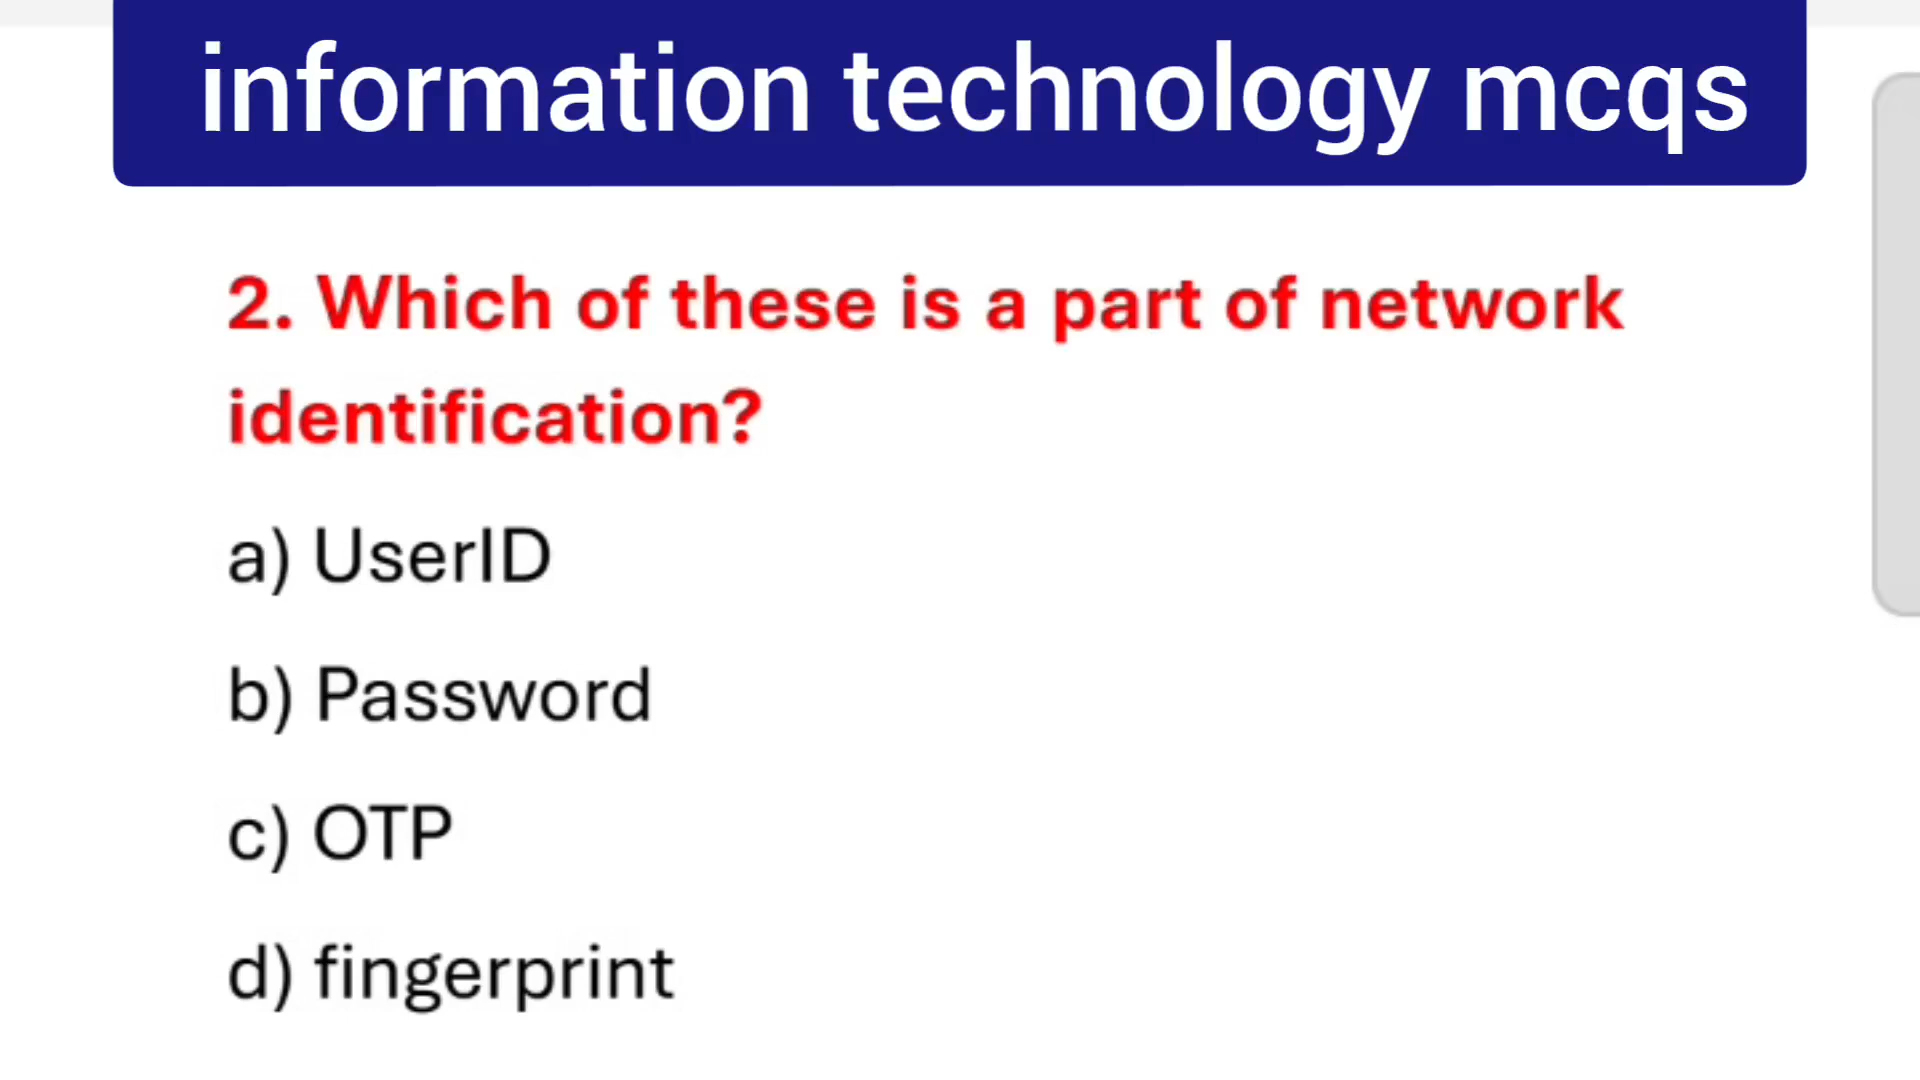 information technology mcqs
2. Which of these is a part of network
identification?
a) UserID
b) Password
c) OTP
d) fingerprint